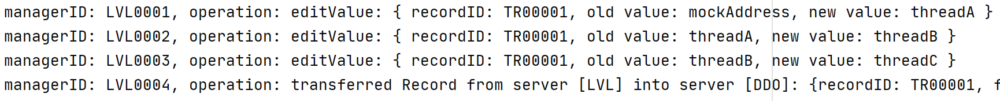 managerID: LVL0001, operation: editValue: { recordID: TR00001, old value: mockAddress, new value: threadA }
managerID: LVL0002, operation: editValue: { recordID: TR00001, old value: threadA, new value: threadB }
managerID: LVL0003, operation: editValue: { recordID: TR00001, old value: threadB, new value: threadC }
managerID: LVL0004, operation: transferred Record from server [LVL] into server [DDO]: {recordID: TR00001,